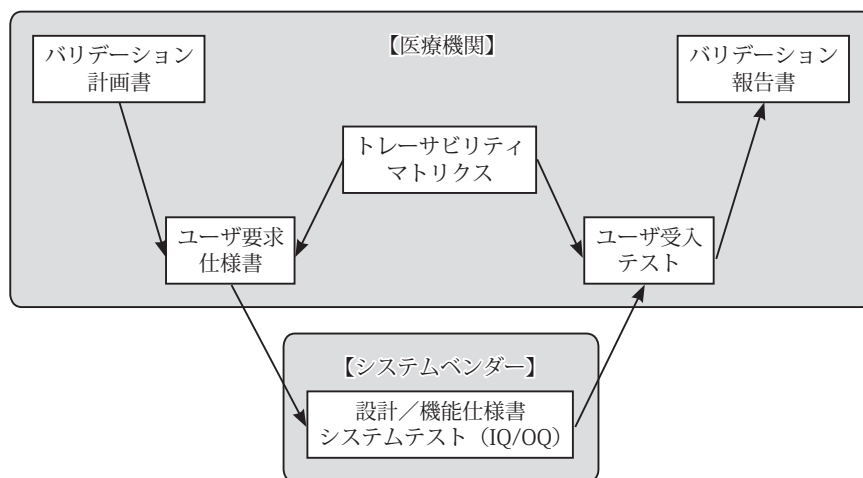 【医療機関】
バリデーション
計画書
バリデーション
報告書
トレーサビリティ
マトリクス
ユーザ要求
仕様書
ユーザ受入
テスト
【システムベンダー】
設計／機能仕様書
システムテスト（IQ/OQ）